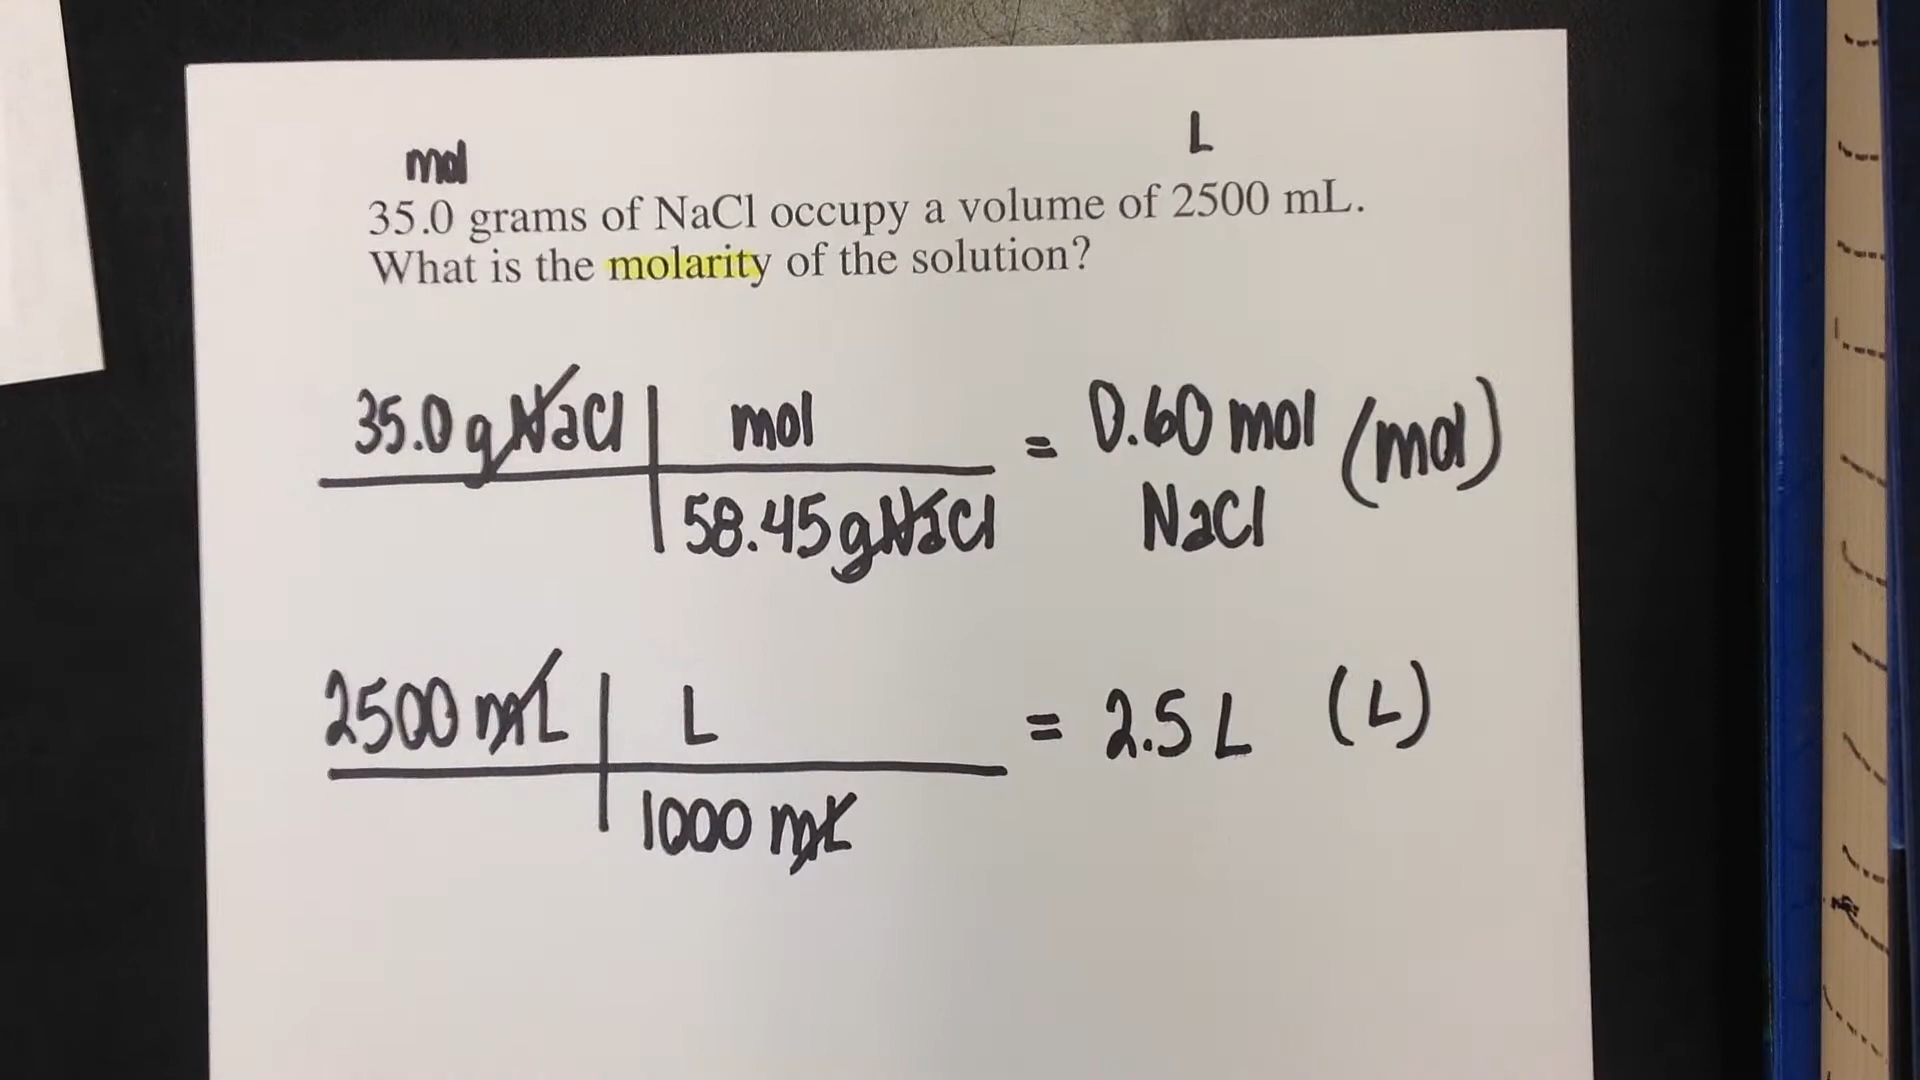 mol
L
35.0 grams of NaCl occupy a volume of 2500 mL.
What is the molarity of the solution?
35.0 g NaCl | mol = 0.60 mol (mol)
58.45 g NaCl NaCl
2500 mL | L = 2.5 L (L)
1000 mL